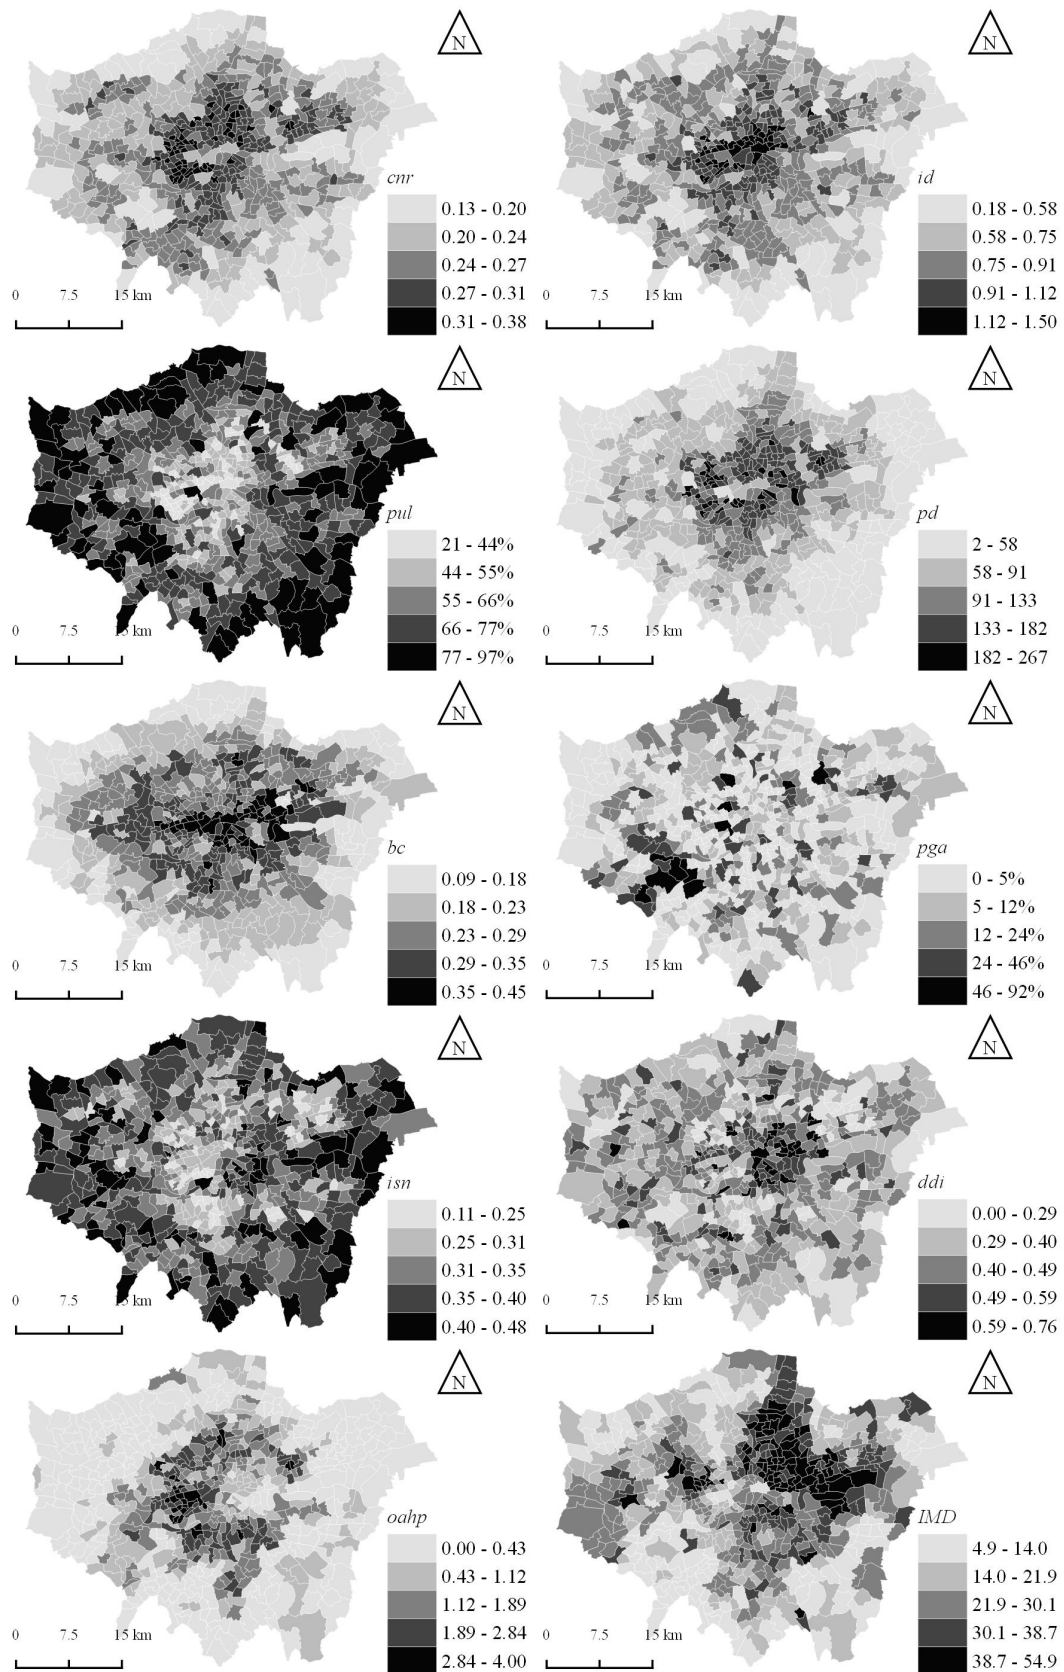 N
cnr
0.13 - 0.20
0.20 - 0.24
0.24 - 0.27
0.27 - 0.31
0.31 - 0.38
0 7.5 15 km
N
id
0.18 - 0.58
0.58 - 0.75
0.75 - 0.91
0.91 - 1.12
1.12 - 1.50
0 7.5 15 km
N
pul
21 - 44%
44 - 55%
55 - 66%
66 - 77%
77 - 97%
0 7.5 15 km
N
pd
2 - 58
58 - 91
91 - 133
133 - 182
182 - 267
0 7.5 15 km
N
bc
0.09 - 0.18
0.18 - 0.23
0.23 - 0.29
0.29 - 0.35
0.35 - 0.45
0 7.5 15 km
N
pga
0 - 5%
5 - 12%
12 - 24%
24 - 46%
46 - 92%
0 7.5 15 km
N
isn
0.11 - 0.25
0.25 - 0.31
0.31 - 0.35
0.35 - 0.40
0.40 - 0.48
0 7.5 15 km
N
ddi
0.00 - 0.29
0.29 - 0.40
0.40 - 0.49
0.49 - 0.59
0.59 - 0.76
0 7.5 15 km
N
oahp
0.00 - 0.43
0.43 - 1.12
1.12 - 1.89
1.89 - 2.84
2.84 - 4.00
0 7.5 15 km
N
IMD
4.9 - 14.0
14.0 - 21.9
21.9 - 30.1
30.1 - 38.7
38.7 - 54.9
0 7.5 15 km